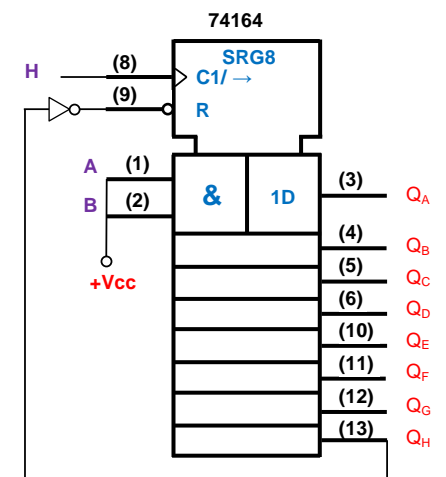 74164
SRG8
H (8) C1/ →
(9) R
A (1)
B (2) & 1D (3) QA
+Vcc (4) QB
(5) QC
(6) QD
(10) QE
(11) QF
(12) QG
(13) QH